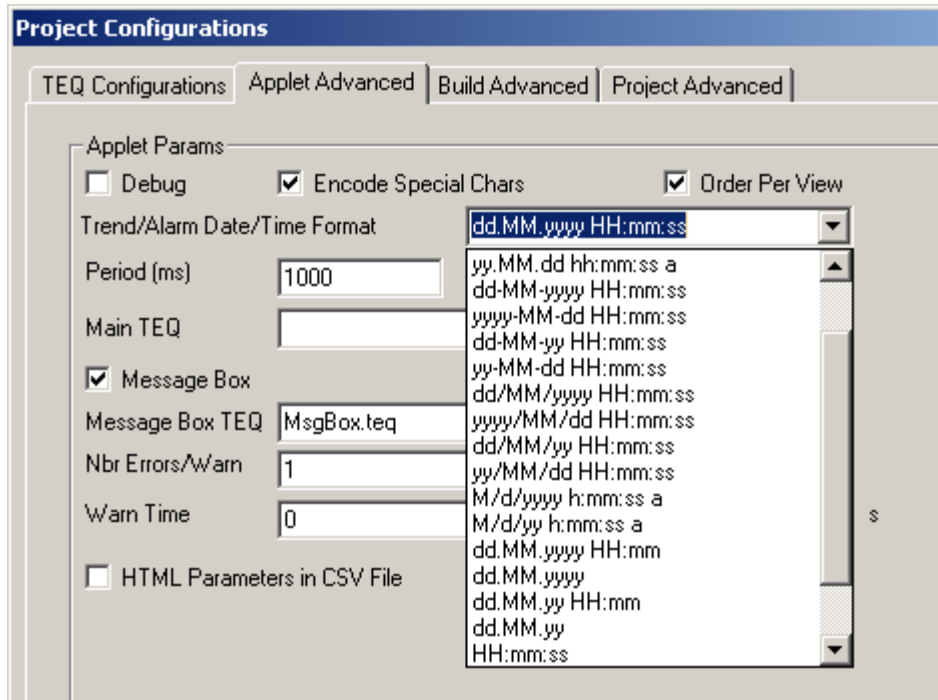 Project Configurations
TEQ Configurations Applet Advanced Build Advanced Project Advanced
Applet Params
Debug Encode Special Chars Order Per View
Trend/Alarm Date/Time Format dd.MM.yyyy HH:mm:ss
yy.MM.dd hh:mm:ss a
Period (ms) 1000
dd-MM-yyyy HH:mm:ss
yyyy-MM-dd HH:mm:ss
Main TEQ
dd-MM-yy HH:mm:ss
yy-MM-dd HH:mm:ss
Message Box
dd/MM/yyyy HH:mm:ss
Message Box TEQ MsgBox.teq
yyyy/MM/dd HH:mm:ss
dd/MM/yy HH:mm:ss
Nbr Errors/Warn 1
yy/MM/dd HH:mm:ss
M/d/yyyy h:mm:ss a
Warn Time 0 s
M/d/yy h:mm:ss a
dd.MM.yyyy HH:mm
HTML Parameters in CSV File
dd.MM.yyyy
dd.MM.yy HH:mm
dd.MM.yy
HH:mm:ss